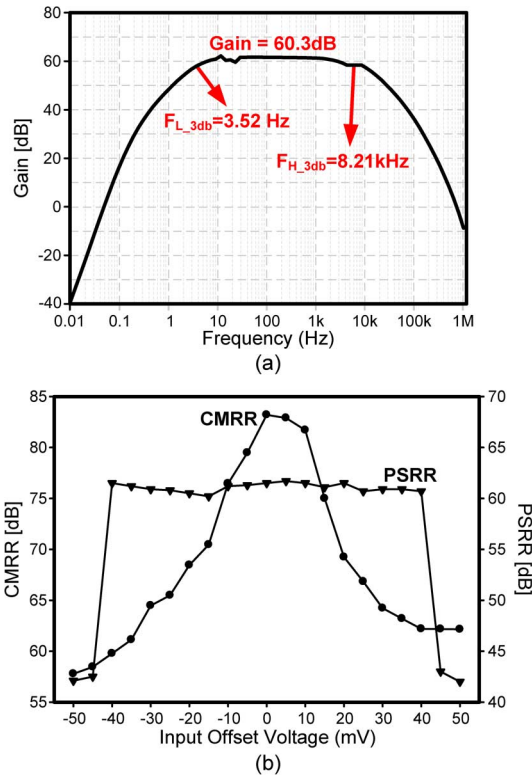 80
60
40
20
0
-20
-40
Gain [dB]
Gain = 60.3dB
F_L_3db=3.52 Hz
F_H_3db=8.21kHz
0.01 0.1 1 10 100 1k 10k 100k 1M
Frequency (Hz)
(a)
85
80
75
70
65
60
55
CMRR [dB]
CMRR
PSRR
70
65
60
55
50
45
40
PSRR [dB]
-50 -40 -30 -20 -10 0 10 20 30 40 50
Input Offset Voltage (mV)
(b)